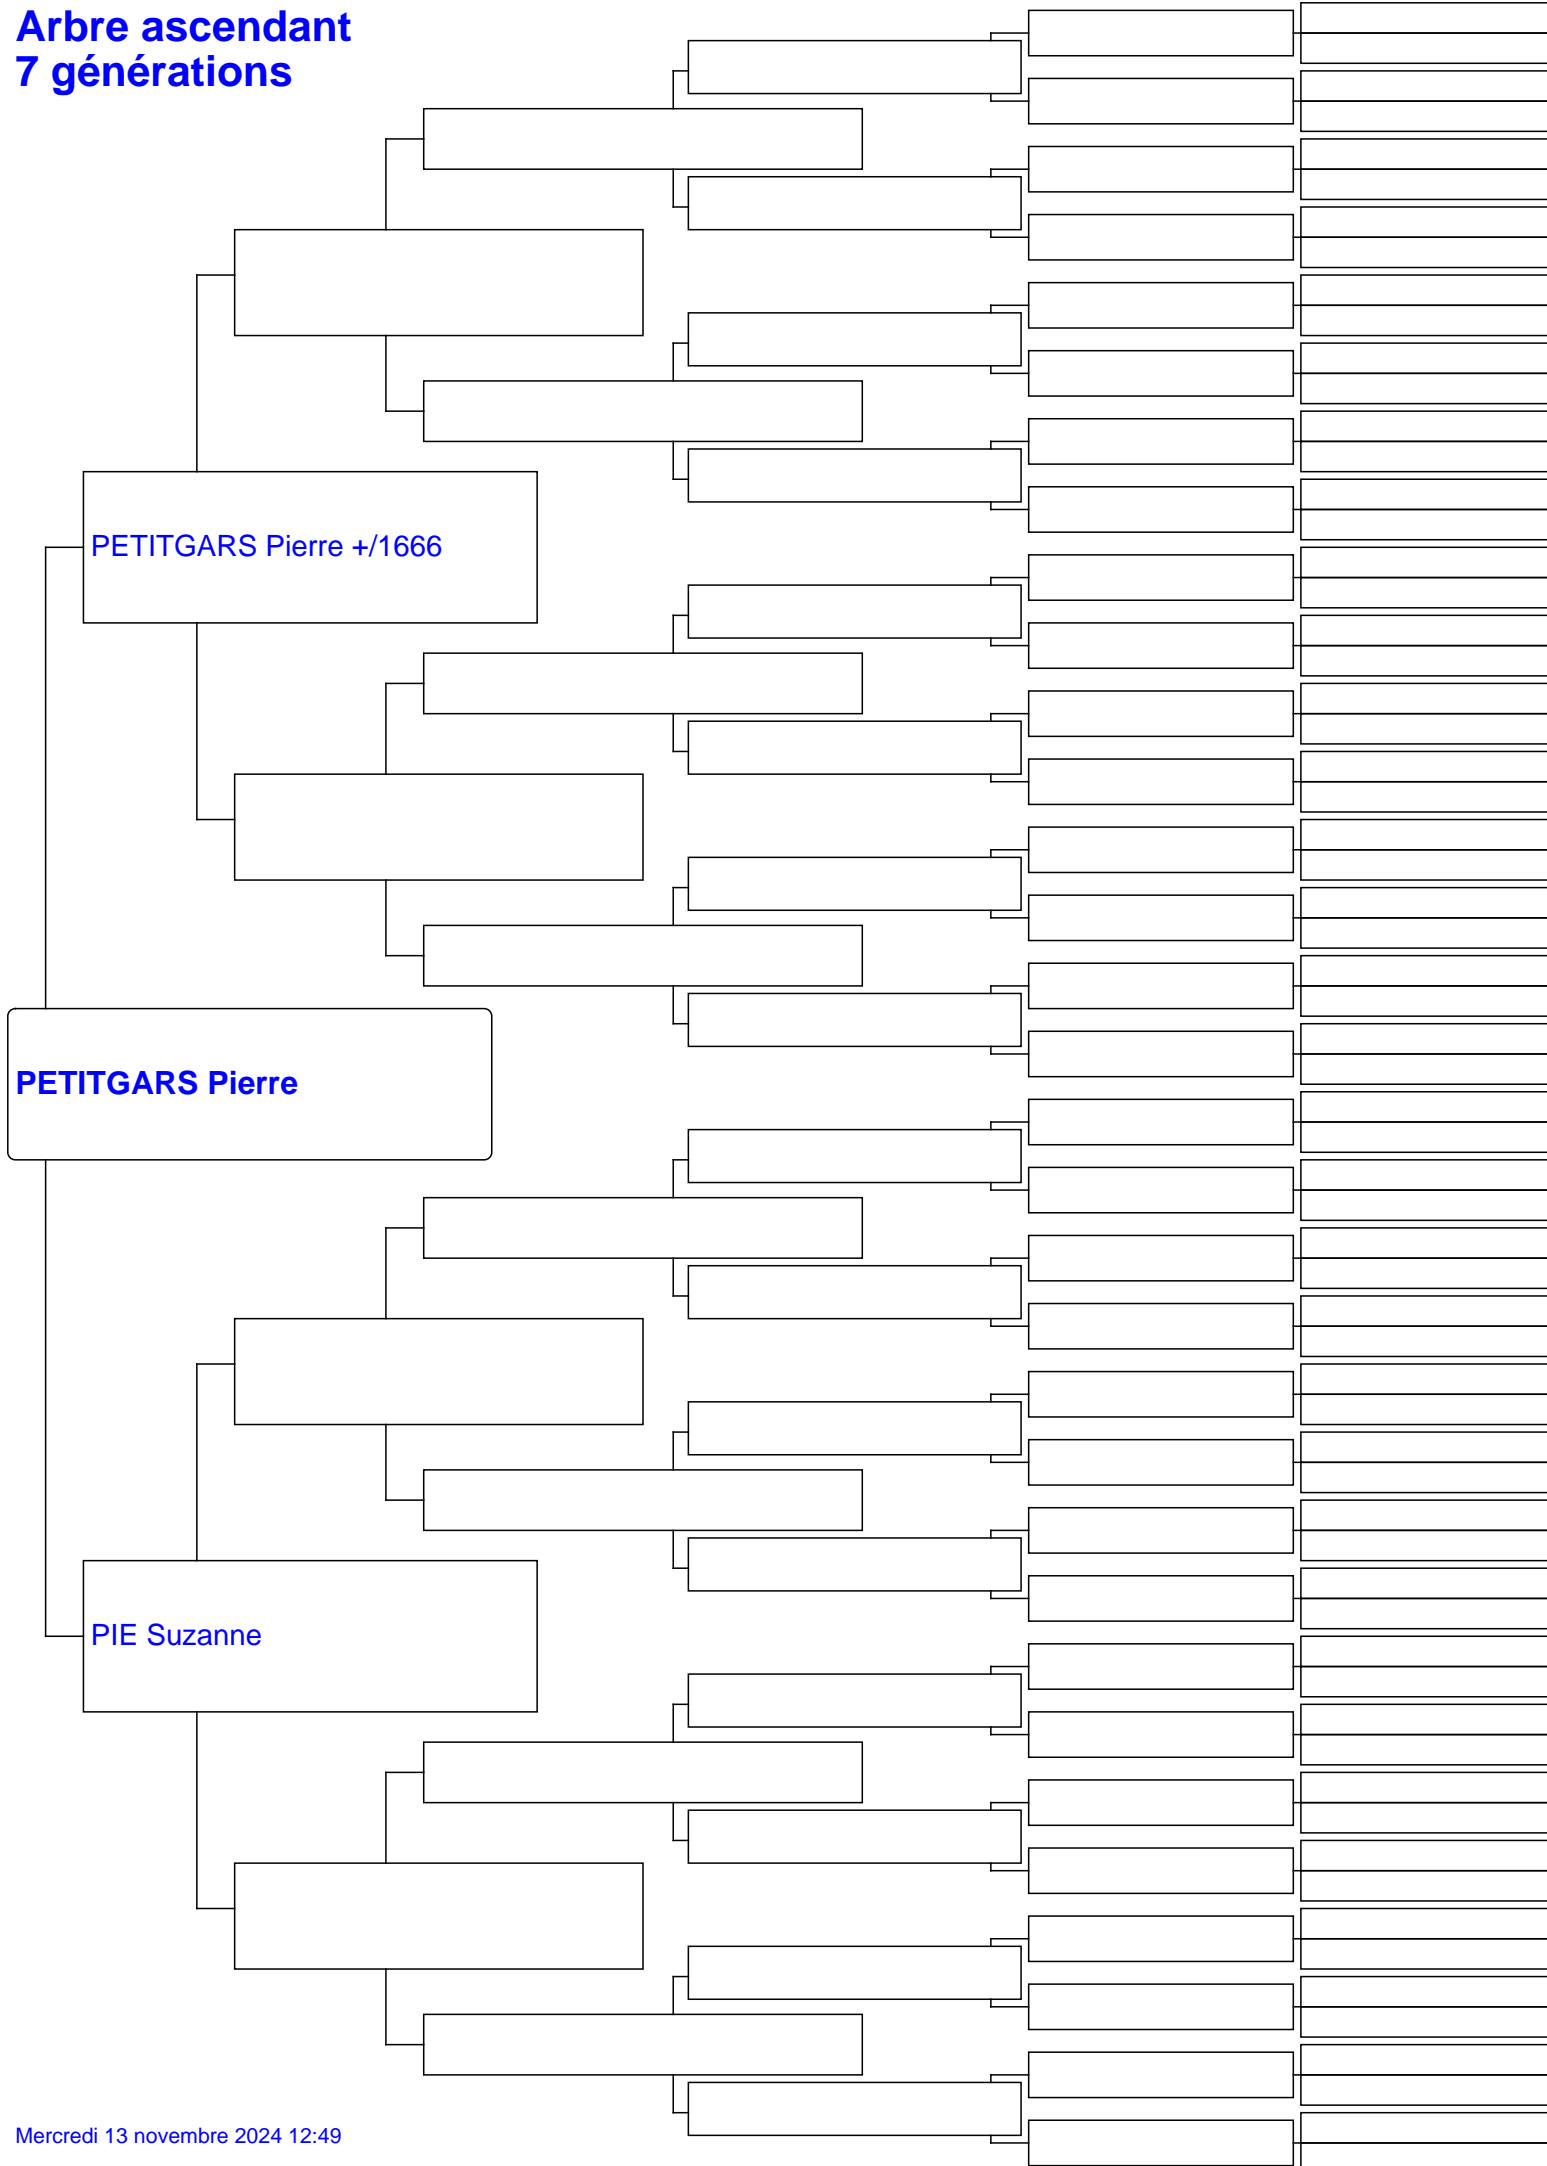 Arbre ascendant
7 générations
PETITGARS Pierre +/1666
PETITGARS Pierre
PIE Suzanne
Mercredi 13 novembre 2024 12:49